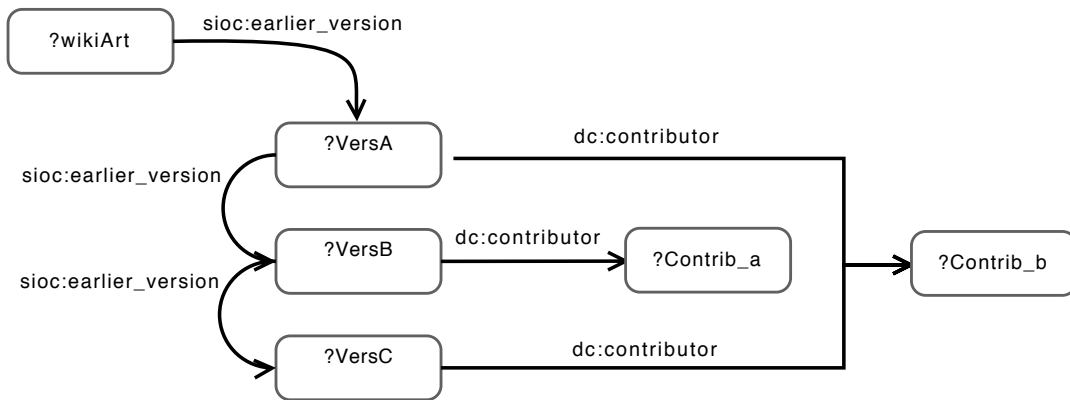 sioc:earlier_version
?wikiArt
?VersA
dc:contributor
sioc:earlier_version
?VersB
dc:contributor
?Contrib_a
?Contrib_b
sioc:earlier_version
?VersC
dc:contributor